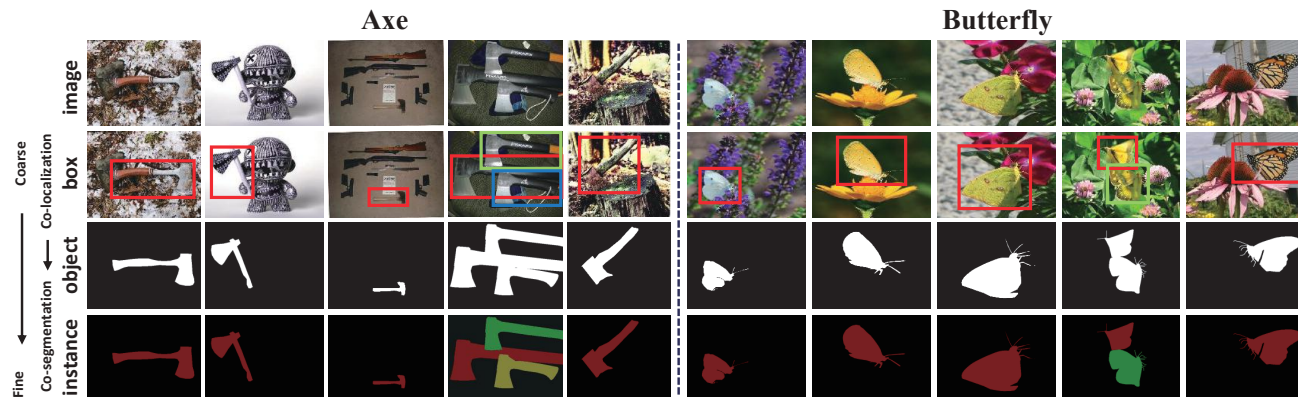 Axe
Butterfly
image
box
object
instance
Coarse
Fine
Co-localization
Co-segmentation